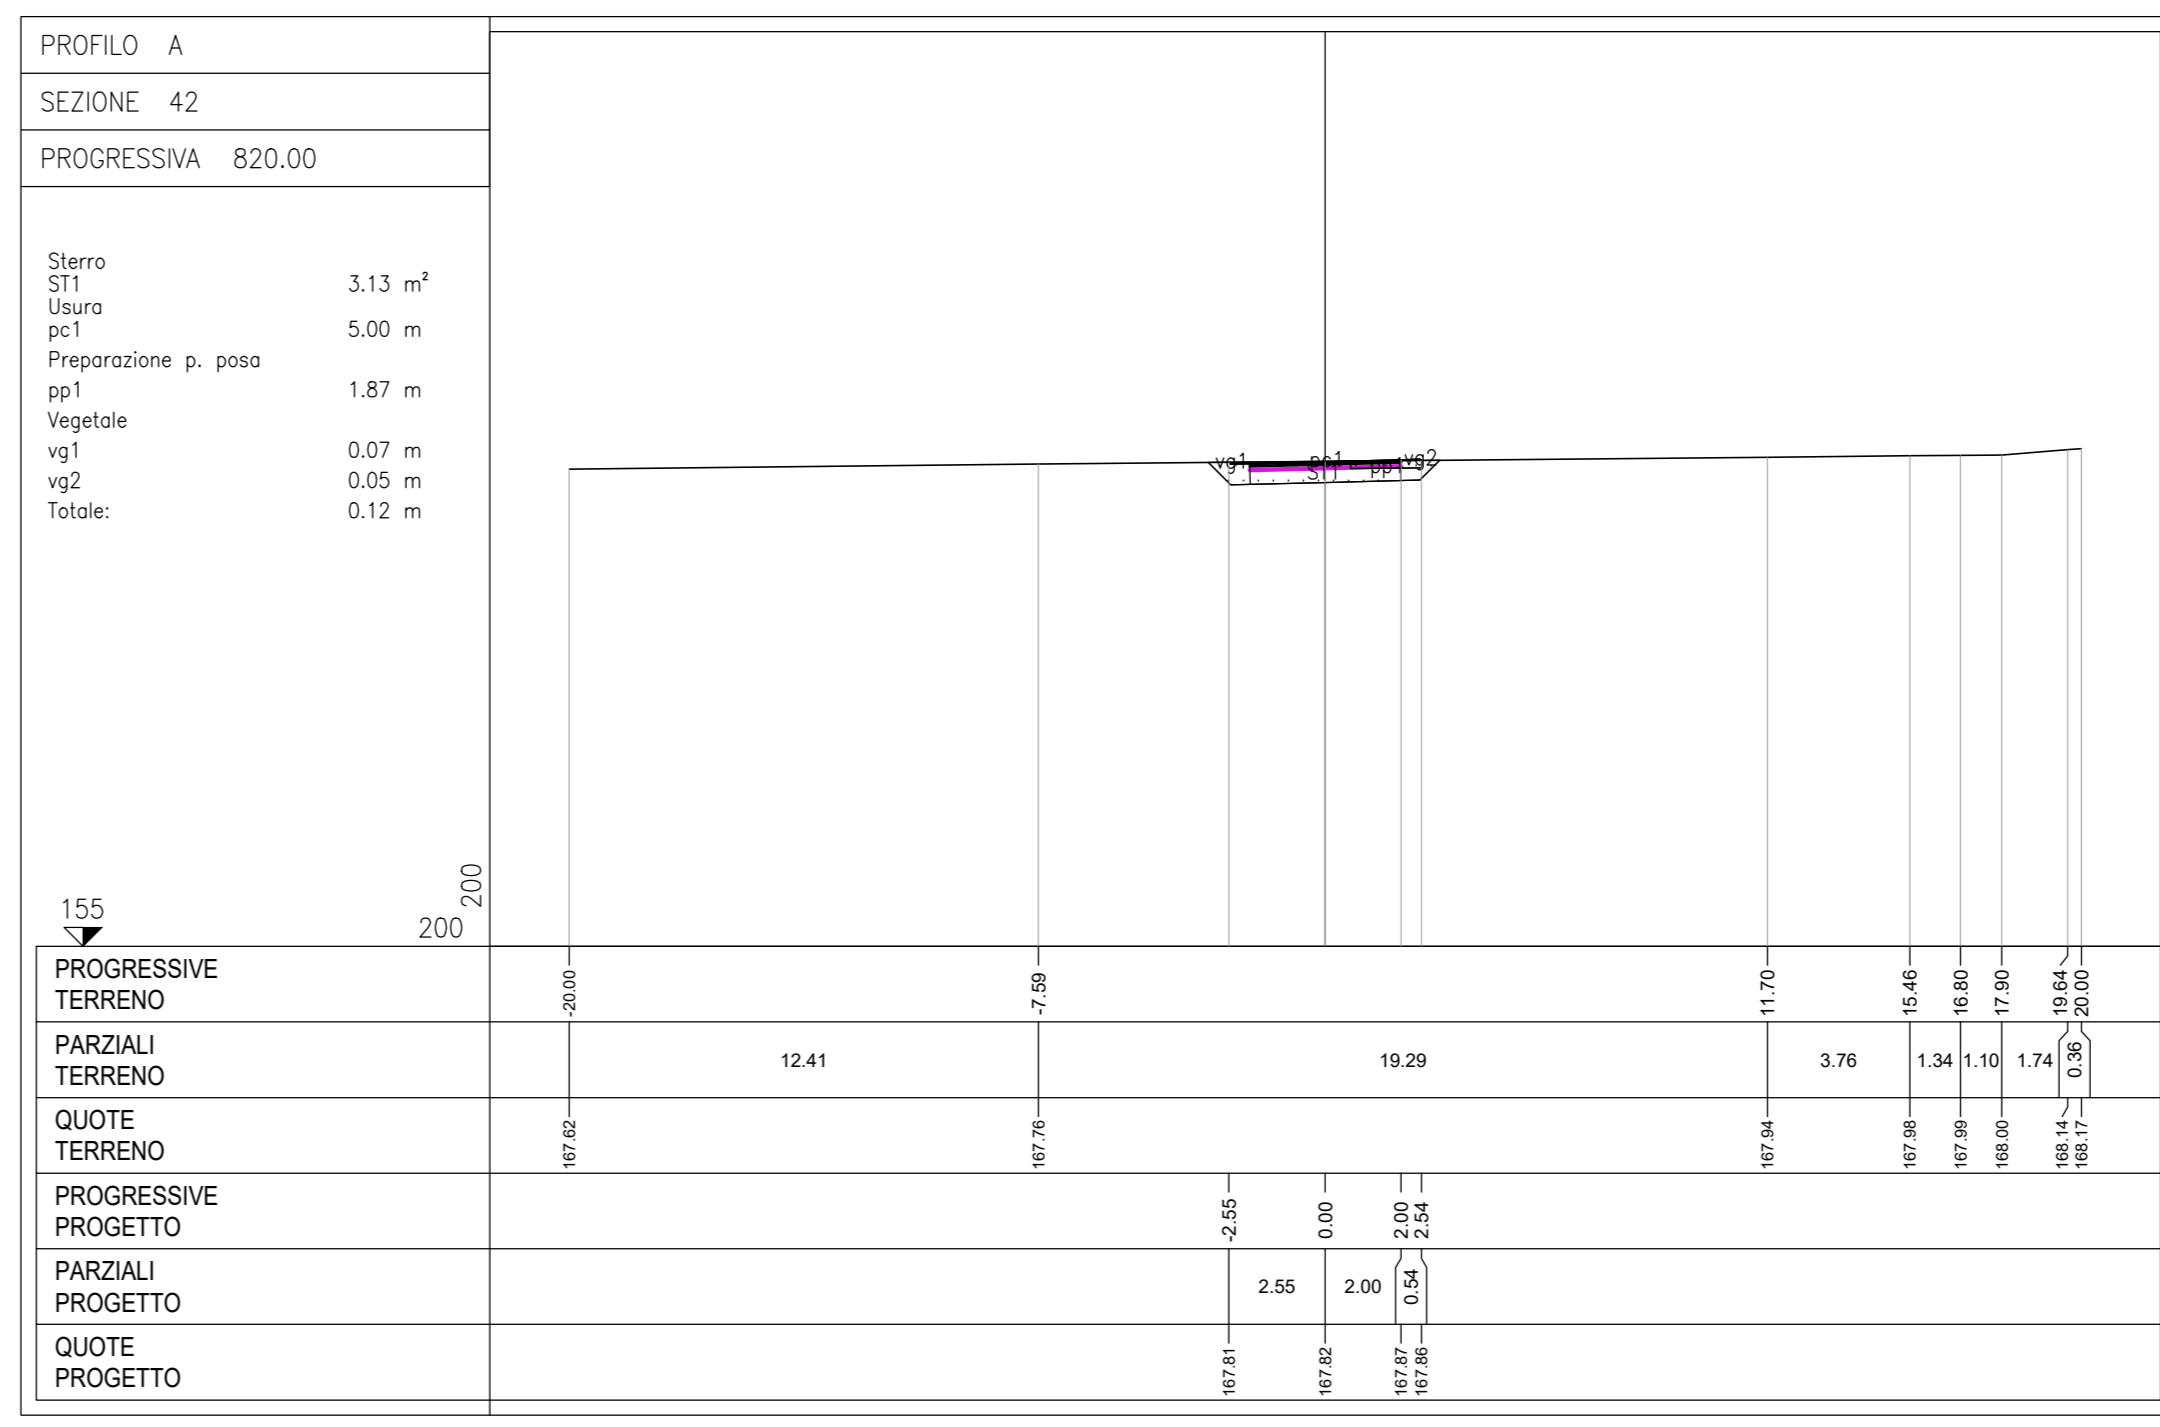 PROFILO A
SEZIONE 42
PROGRESSIVA 820.00
Sterro
ST1 3.13 m²
Usura
pc1 5.00 m
Preparazione p. posa
pp1 1.87 m
Vegetale
vg1 0.07 m
vg2 0.05 m
Totale: 0.12 m
vg1 pc1 vg2
ST1 pp1
155
200
200
PROGRESSIVE
TERRENO
-20.00 -7.59 11.70 15.46 16.80 17.90 19.64 20.00
PARZIALI
TERRENO
12.41 19.29 3.76 1.34 1.10 1.74 0.36
QUOTE
TERRENO
167.62 167.76 167.94 167.98 167.99 168.00 168.14 168.17
PROGRESSIVE
PROGETTO
-2.55 0.00 2.00 2.54
PARZIALI
PROGETTO
2.55 2.00 0.54
QUOTE
PROGETTO
167.81 167.82 167.87 167.86